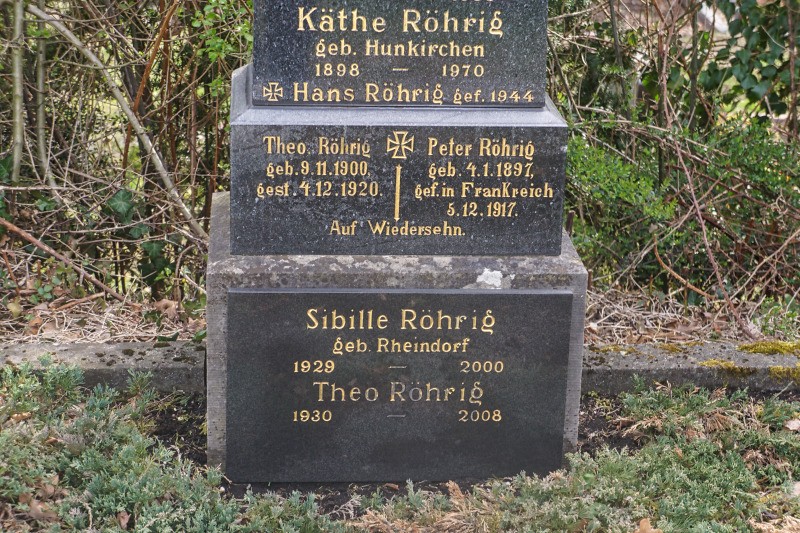 Käthe Röhrig
geb. Hunkirchen
1898 — 1970
Hans Röhrig gef. 1944
Theo Röhrig
geb. 9.11.1900,
gest. 4.12.1920.
Peter Röhrig
geb. 4.1.1897,
gef. in Frankreich
5.12.1917.
Auf Wiedersehn.
Sibille Röhrig
geb. Rheindorf
1929 — 2000
Theo Röhrig
1930 — 2008